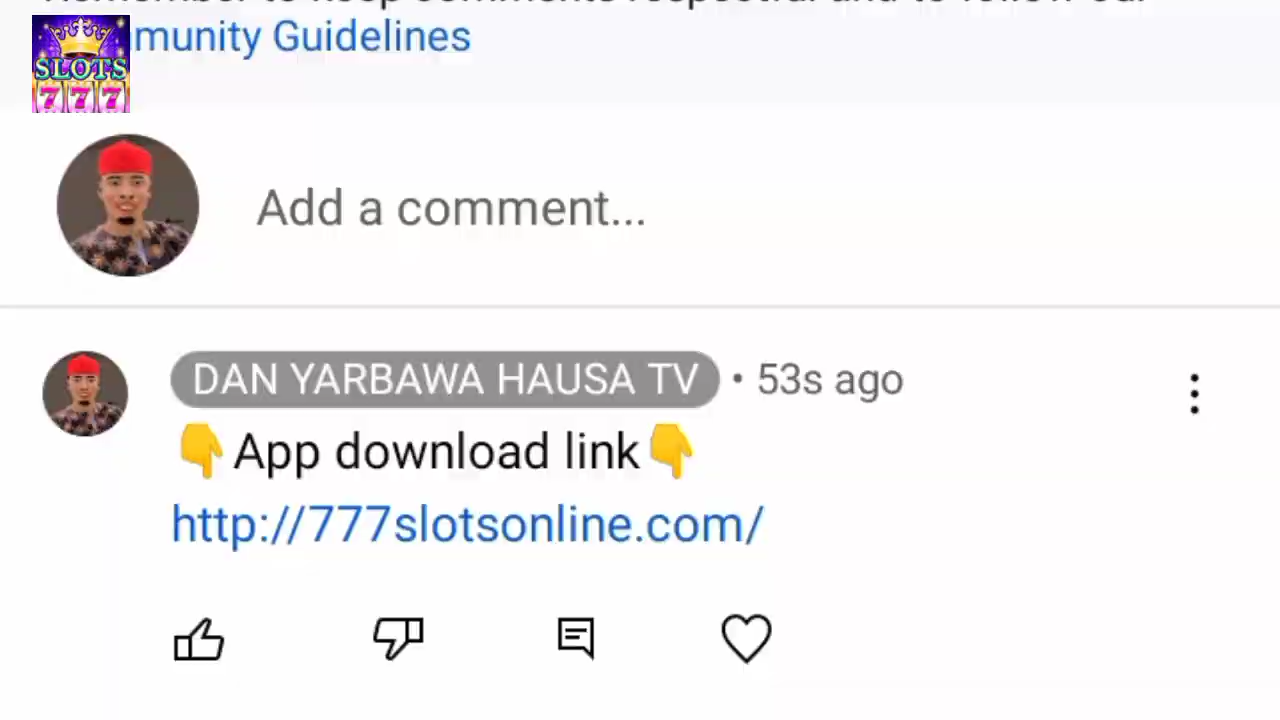 munity Guidelines
SLOTS
777
Add a comment...
DAN YARBAWA HAUSA TV • 53s ago
👇App download link👇
http://777slotsonline.com/